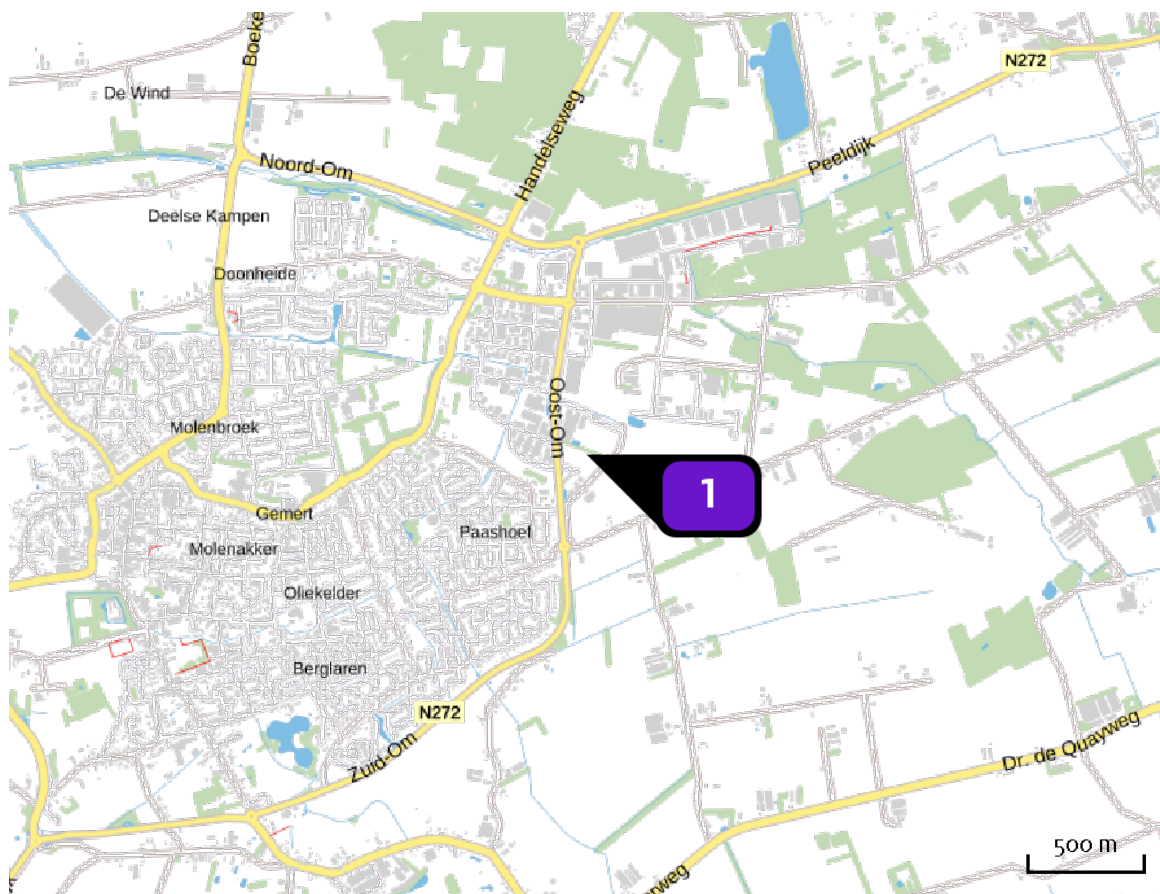 Boeke
N272
De Wind
Handelseweg
Noord-Om
Peeldijk
Deelse Kampen
Doonheide
Oost-Om
Molenbroek
1
Gemert
Paashoef
Molenakker
Oliekelder
Berglaren
N272
Zuid-Om
Dr. de Quayweg
500 m
rweg